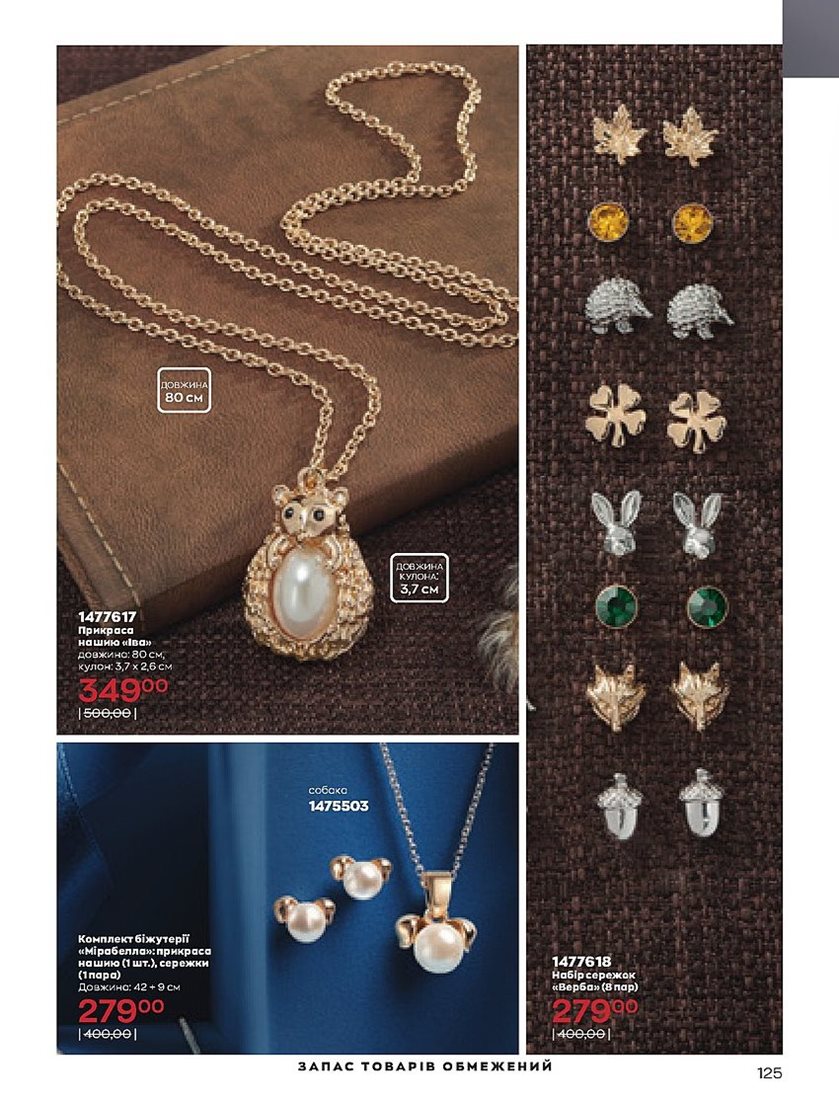 ДОВЖИНА
80 СМ
ДОВЖИНА
КУЛОНА:
3,7 СМ
1477617
Прикраса
на шию «Іва»
довжина: 80 см,
кулон: 3,7 х 2,6 см
34900
|500,00|
собака
1475503
Комплект біжутерії
«Мірабелла»: прикраса
на шию (1 шт.), сережки
(1 пара)
Довжина: 42 + 9 см
27900
|400,00|
1477618
Набір сережок
«Верба» (8 пар)
27900
|400,00|
ЗАПАС ТОВАРІВ ОБМЕЖЕНИЙ
125